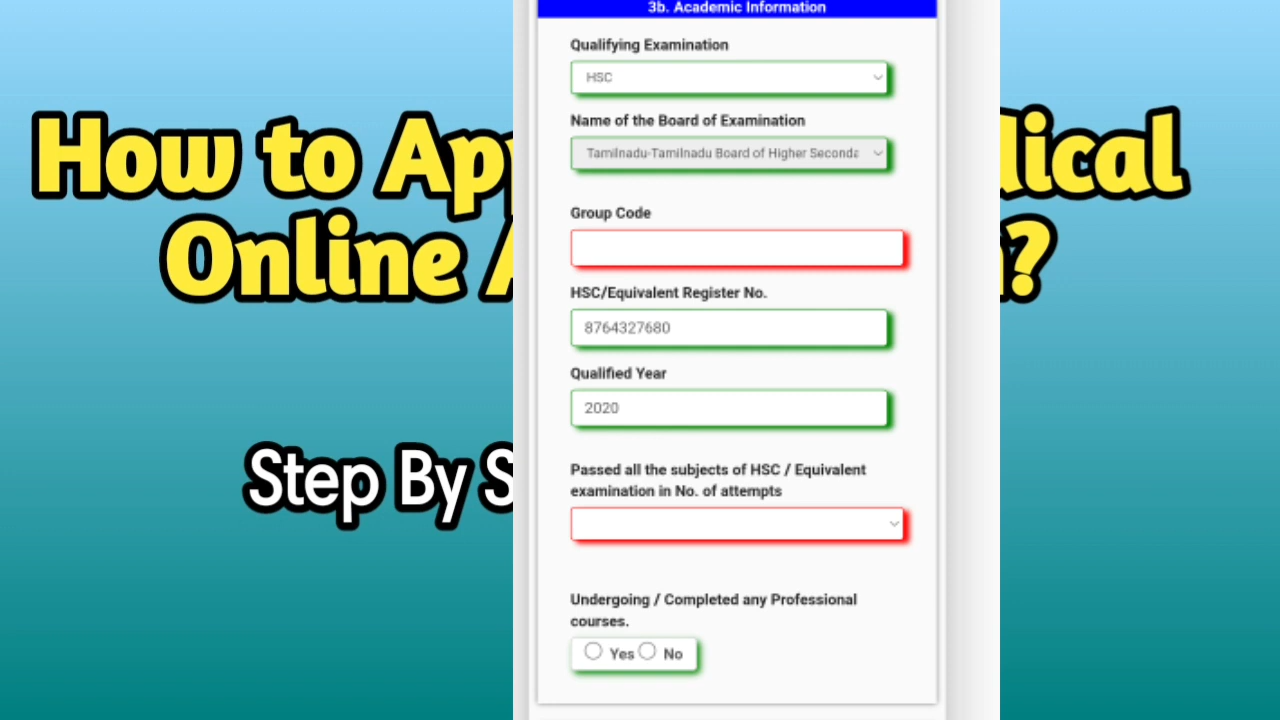 3b. Academic Information
Qualifying Examination
HSC
Name of the Board of Examination
Tamilnadu-Tamilnadu Board of Higher Seconda
Group Code
HSC/Equivalent Register No.
8764327680
Qualified Year
2020
Passed all the subjects of HSC / Equivalent
examination in No. of attempts
Undergoing / Completed any Professional
courses.
Yes No
How to Ap dical
Online ?
Step By S